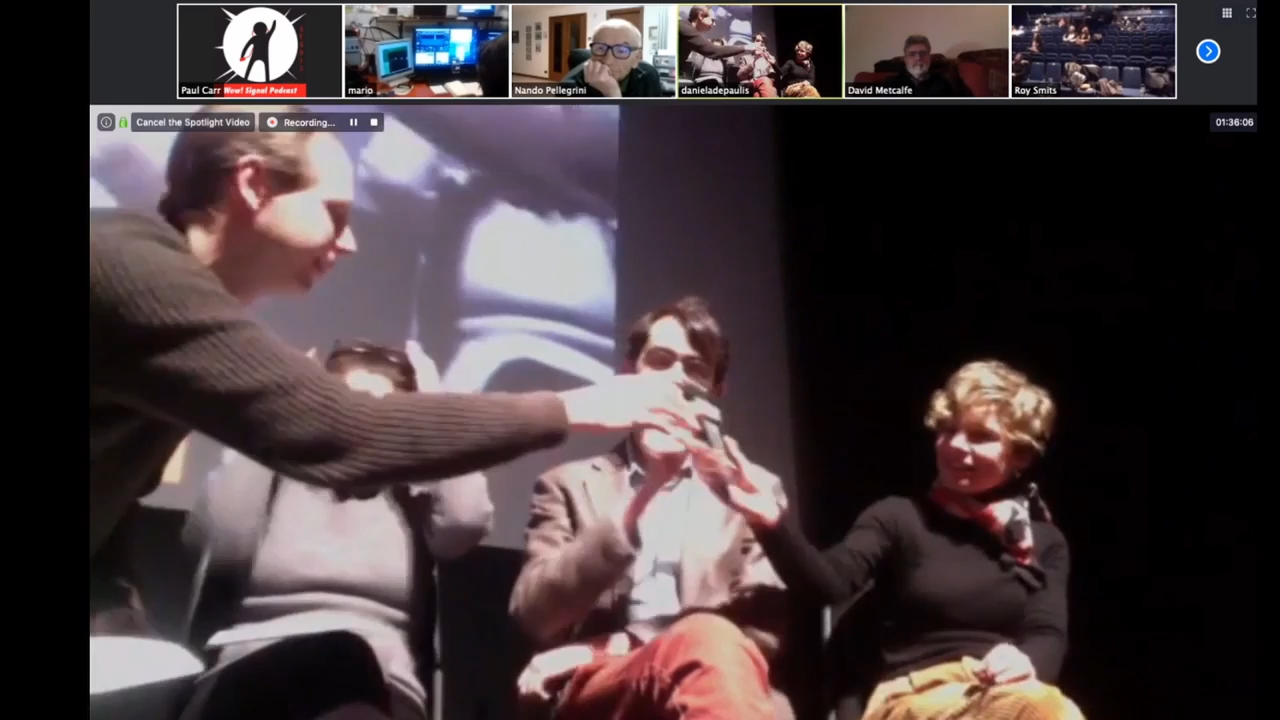 Paul Carr Wow! Signal Podcast
mario
Nando Pellegrini
danieladepaulis
David Metcalfe
Roy Smits
Cancel the Spotlight Video
Recording...
01:36:06